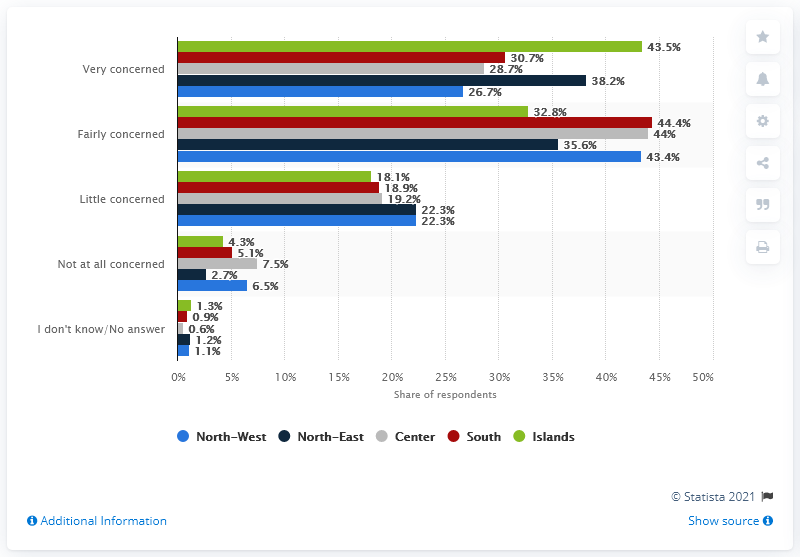 Very concerned
43.5%
30.7%
28.7%
38.2%
26.7%
Fairly concerned
32.8%
44.4%
44%
35.6%
43.4%
Little concerned
18.1%
18.9%
19.2%
22.3%
22.3%
Not at all concerned
4.3%
5.1%
7.5%
2.7%
6.5%
I don't know/No answer
1.3%
0.9%
0.6%
1.2%
1.1%
0% 5% 10% 15% 20% 25% 30% 35% 40% 45% 50%
Share of respondents
North-West North-East Center South Islands
© Statista 2021
Additional Information Show source